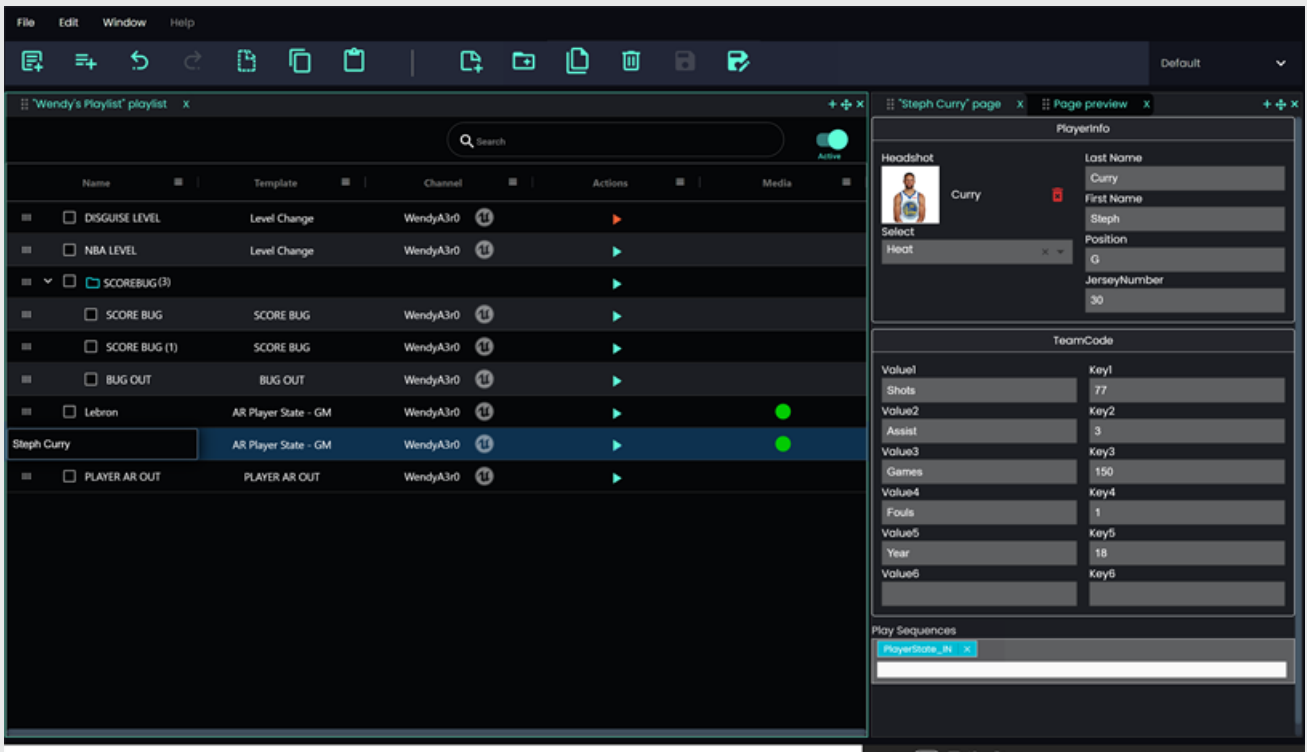 File Edit Window Help
Default
"Wendy's Playlist" playlist x
Search
Active
Name Template Channel Actions Media
DISGUISE LEVEL Level Change WendyA3r0
NBA LEVEL Level Change WendyA3r0
SCOREBUG (3)
SCORE BUG SCORE BUG WendyA3r0
SCORE BUG (1) SCORE BUG WendyA3r0
BUG OUT BUG OUT WendyA3r0
Lebron AR Player State - GM WendyA3r0
Steph Curry AR Player State - GM WendyA3r0
PLAYER AR OUT PLAYER AR OUT WendyA3r0
"Steph Curry" page x Page preview x
PlayerInfo
Headshot
Curry
Select
Heat
Last Name
Curry
First Name
Steph
Position
G
JerseyNumber
30
TeamCode
Value1 Key1
Shots 77
Value2 Key2
Assist 3
Value3 Key3
Games 150
Value4 Key4
Fouls 1
Value5 Key5
Year 18
Value6 Key6
Play Sequences
PlayerState_IN x